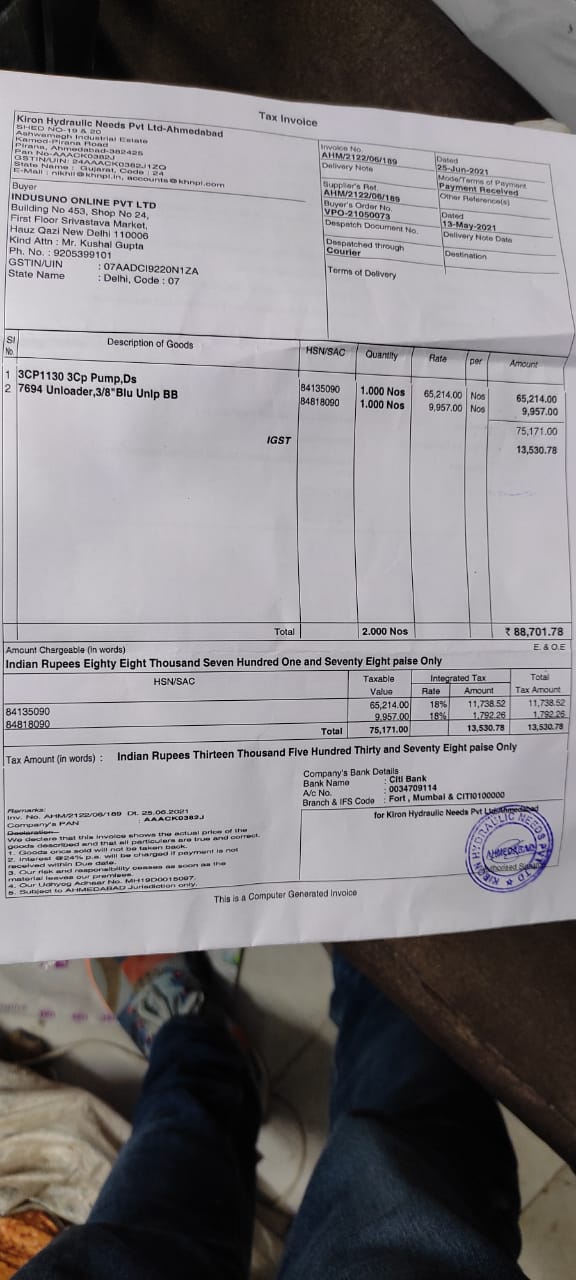 Tax Invoice
Kiron Hydraulic Needs Pvt Ltd-Ahmedabad
SHED NO-19 & 20
Ashwamegh Industrial Estate
Kamod-Pirana Road
Pirana, Ahmedabad-382425
Pan No-AAACK0382J
GSTIN/UIN: 24AAACK0382J1ZQ
State Name : Gujarat, Code : 24
E-Mail : nikhil@khnpl.in, accounts@khnpl.com
Invoice No.
AHM/2122/06/189
Dated
25-Jun-2021
Delivery Note
Mode/Terms of Payment
Payment Received
Supplier's Ref.
AHM/2122/06/189
Other Reference(s)
Buyer
INDUSUNO ONLINE PVT LTD
Building No 453, Shop No 24,
First Floor Srivastava Market,
Hauz Qazi New Delhi 110006
Kind Attn : Mr. Kushal Gupta
Ph. No. : 9205399101
GSTIN/UIN : 07AADCI9220N1ZA
State Name : Delhi, Code : 07
Buyer's Order No.
VPO-21050073
Dated
13-May-2021
Despatch Document No.
Delivery Note Date
Despatched through
Courier
Destination
Terms of Delivery
Sl No. Description of Goods HSN/SAC Quantity Rate per Amount
1 3CP1130 3Cp Pump,Ds 84135090 1.000 Nos 65,214.00 Nos 65,214.00
2 7694 Unloader,3/8"Blu Unlp BB 84818090 1.000 Nos 9,957.00 Nos 9,957.00
75,171.00
IGST 13,530.78
Total 2.000 Nos ₹ 88,701.78
Amount Chargeable (in words) E. & O.E
Indian Rupees Eighty Eight Thousand Seven Hundred One and Seventy Eight paise Only
HSN/SAC Taxable Value Integrated Tax Rate Amount Total Tax Amount
84135090 65,214.00 18% 11,738.52 11,738.52
84818090 9,957.00 18% 1,792.26 1,792.26
Total 75,171.00 13,530.78 13,530.78
Tax Amount (in words) : Indian Rupees Thirteen Thousand Five Hundred Thirty and Seventy Eight paise Only
Company's Bank Details
Bank Name : Citi Bank
A/c No. : 0034709114
Branch & IFS Code : Fort, Mumbai & CITI0100000
Remarks:
Inv. No. AHM/2122/06/189 Dt. 25.06.2021
Company's PAN : AAACK0382J
Declaration
We declare that this invoice shows the actual price of the
goods described and that all particulars are true and correct.
1. Goods once sold will not be taken back.
2. Interest @24% p.a. will be charged if payment is not
received within Due date.
3. Our risk and responsibility ceases as soon as the
material leaves our premises.
4. Our Udhyog Adhaar No. MH19D0015097.
5. Subject to AHMEDABAD Jurisdiction only.
for Kiron Hydraulic Needs Pvt Ltd-Ahmedabad
KIRON HYDRAULIC NEEDS PVT LTD
AHMEDABAD
This is a Computer Generated Invoice